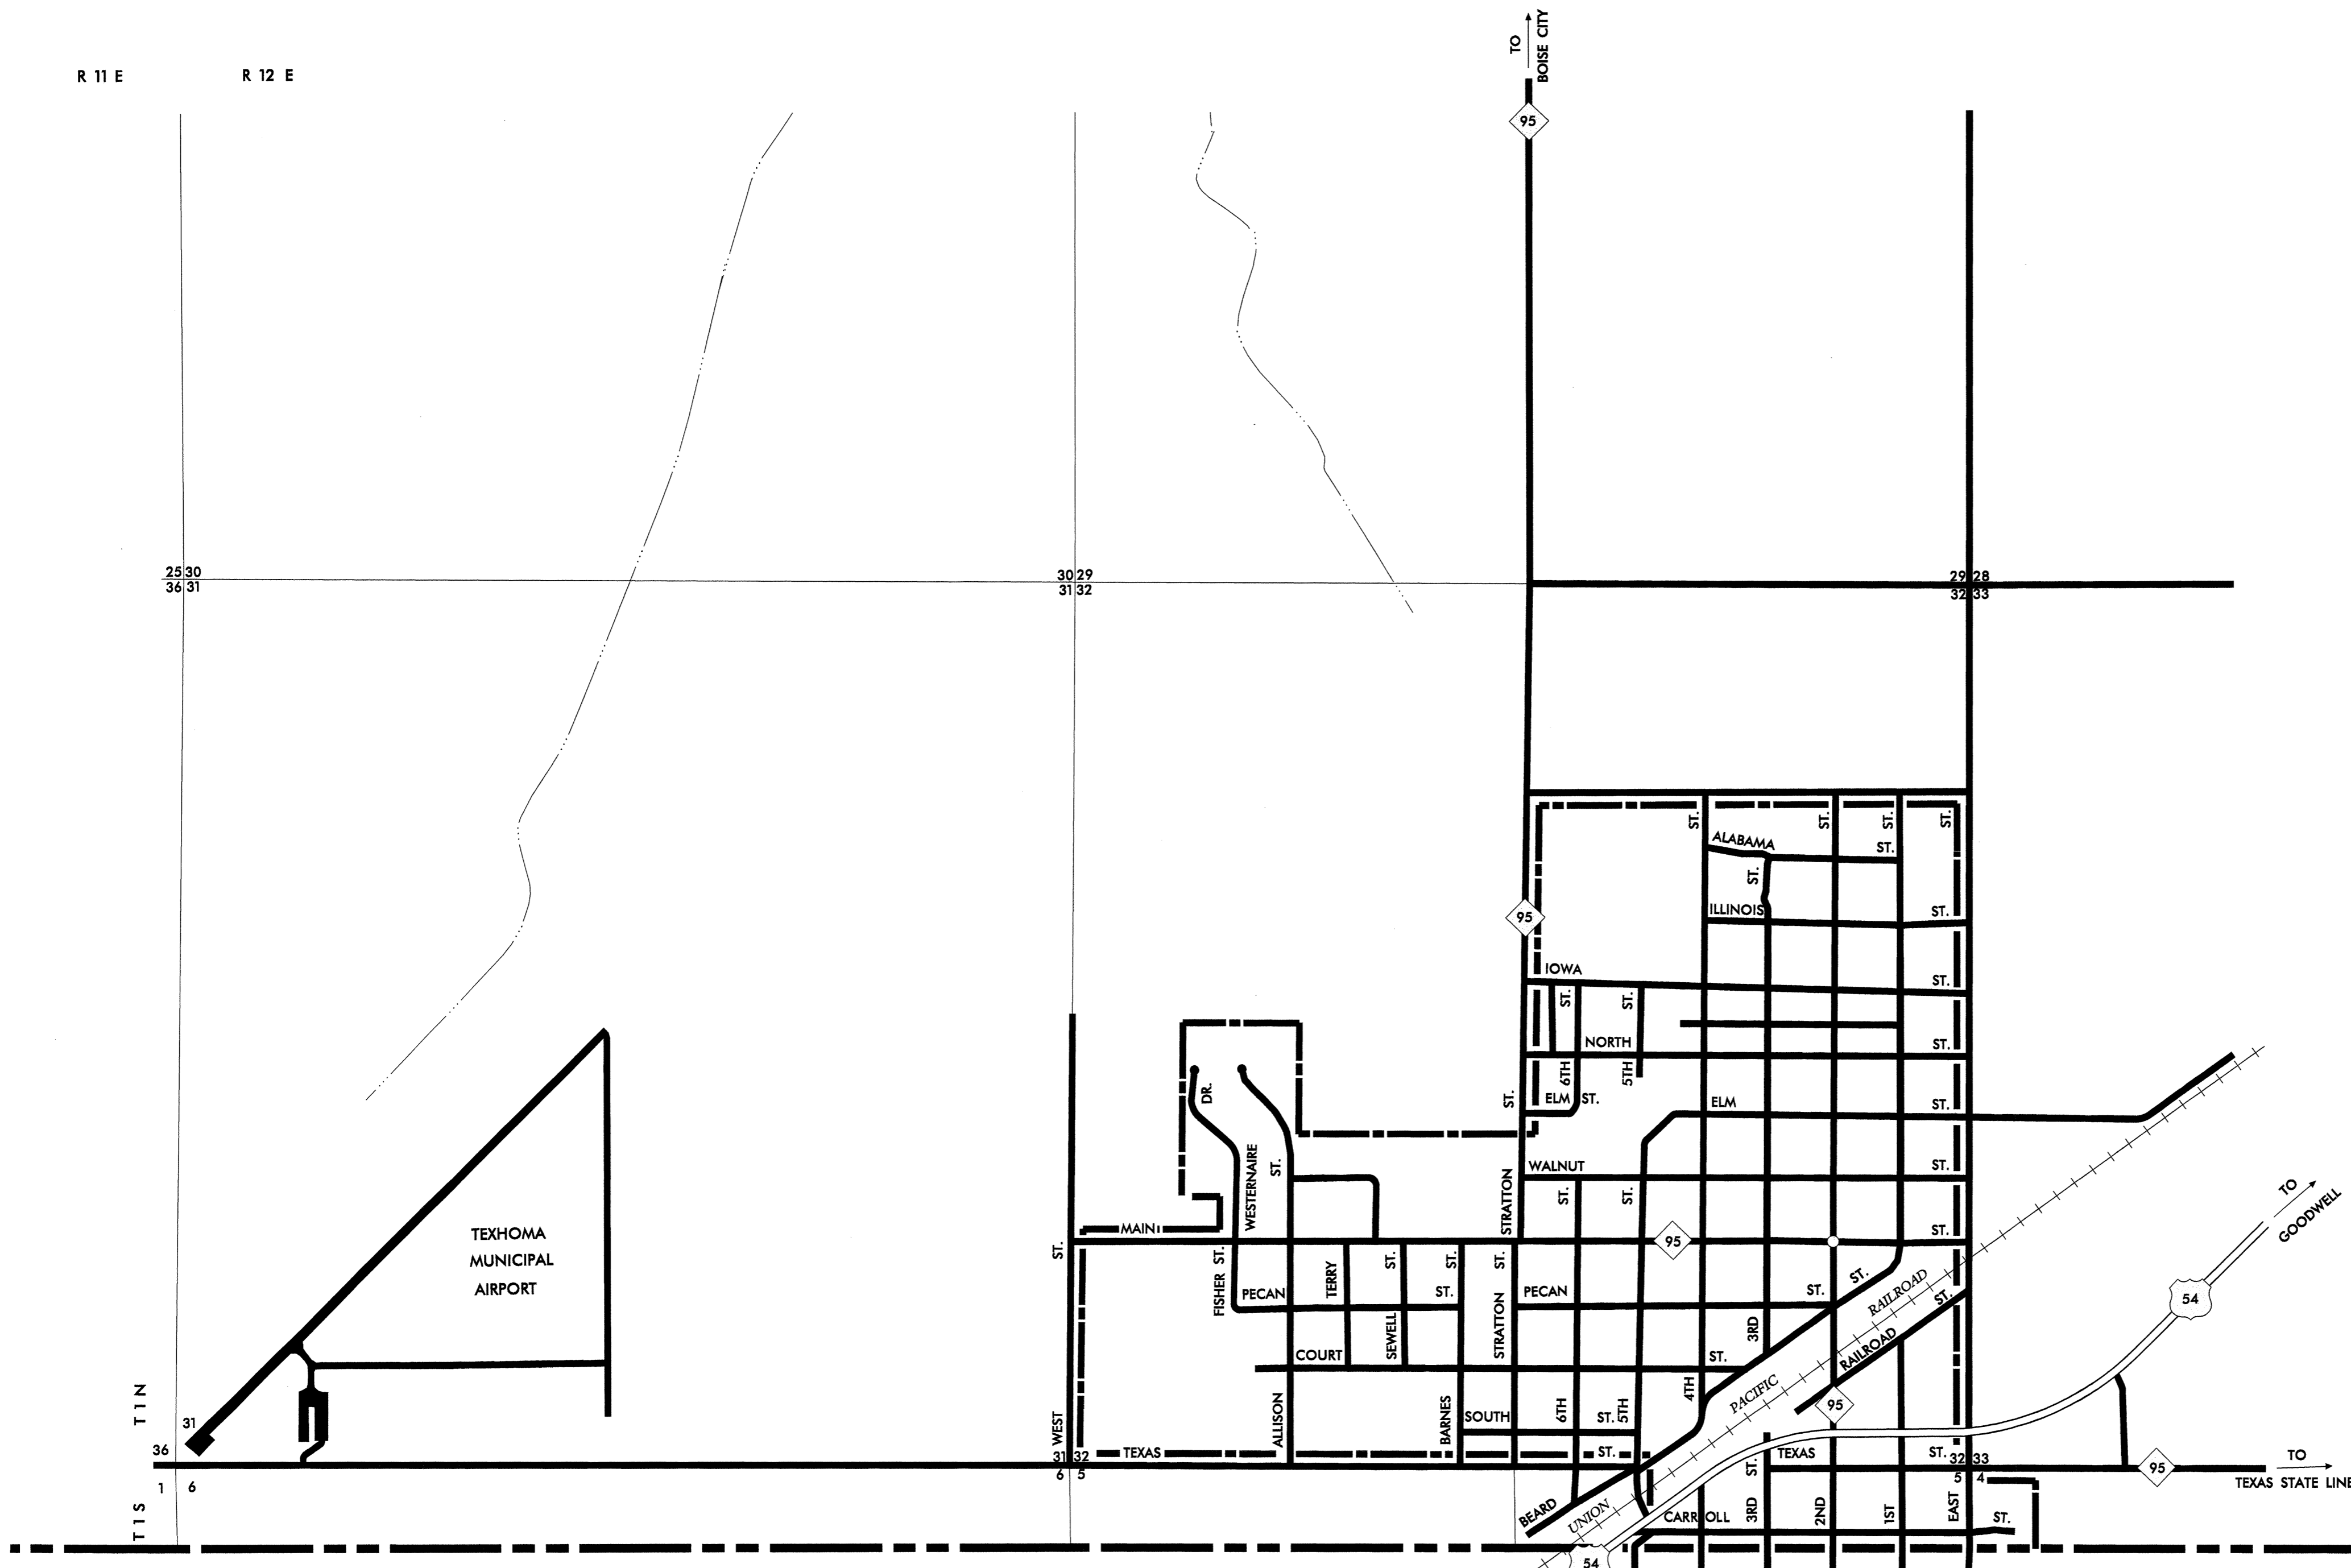 TO
BOISE CITY
R 11 E
R 12 E
95
25 30
36 31
30 29
31 32
29 28
32 33
ST.
ST.
ST.
ST.
ALABAMA
ST.
ST.
95
ILLINOIS
ST.
IOWA
ST.
ST.
ST.
NORTH
ST.
6TH
5TH
DR.
ST.
ELM ST.
ELM
ST.
WESTERNAIRE
ST.
WALNUT
ST.
ST.
ST.
STRATTON
TO
GOODWELL
MAIN
95
ST.
TEXHOMA
MUNICIPAL
AIRPORT
ST.
FISHER ST.
ST.
ST.
ST.
TERRY
PECAN
ST.
PECAN
ST.
ST.
RAILROAD
ST.
54
SEWELL
STRATTON
3RD
RAILROAD
COURT
ST.
4TH
PACIFIC
95
T 1 N
31
36
WEST
ALLISON
BARNES
SOUTH
6TH
ST.
5TH
31 32
TEXAS
ST.
ST.
TEXAS
ST.
32 33
TO
95
TEXAS STATE LINE
1 6
6 5
5 4
T 1 S
BEARD
UNION
CARROLL
3RD
2ND
1ST
EAST
ST.
54